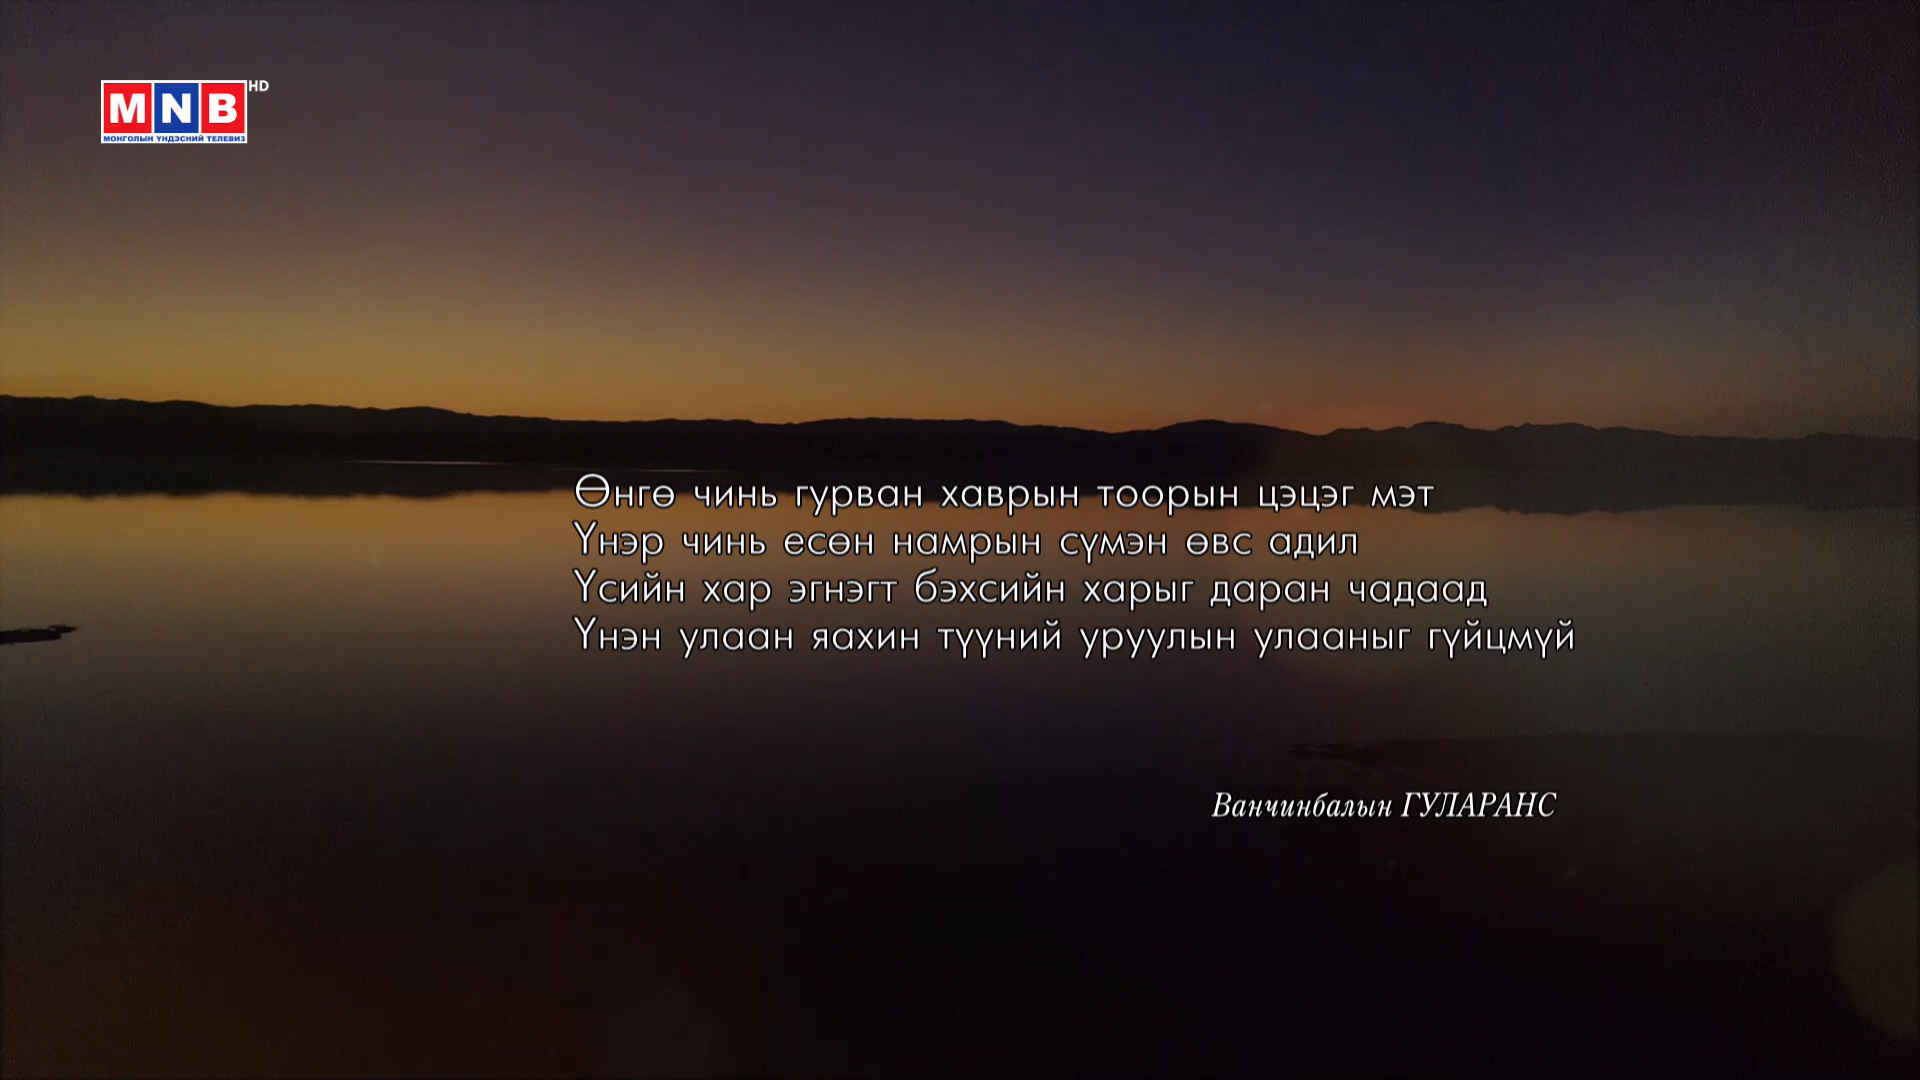 MNB HD
МОНГОЛЫН ҮНДЭСНИЙ ТЕЛЕВИЗ
Өнгө чинь гурван хаврын тоорын цэцэг мэт
Үнэр чинь есөн намрын сүмэн өвс адил
Үсийн хар эгнэгт бэхсийн харыг даран чадаад
Үнэн улаан яахин түүний уруулын улааныг гүйцмүй
Ванчинбалын ГУЛАРАНС